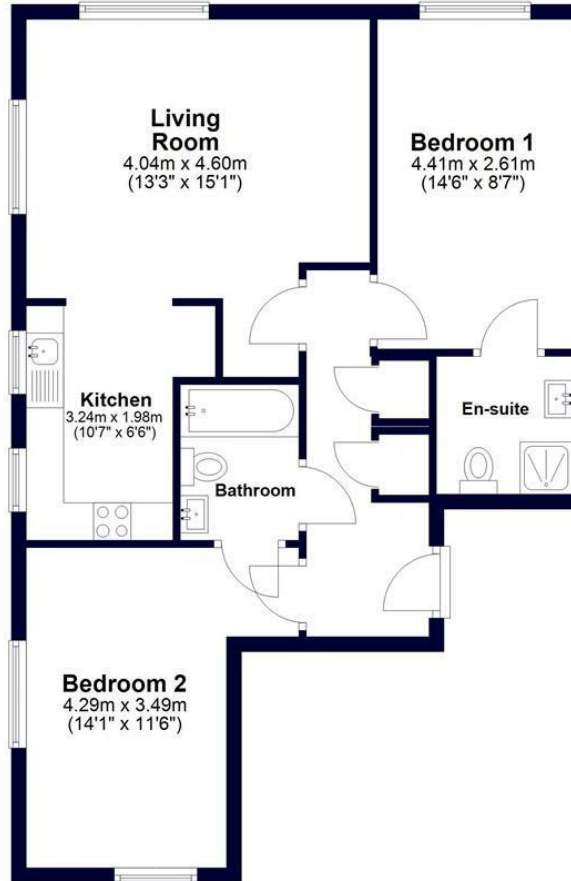 Living
Room
4.04m x 4.60m
(13'3" x 15'1")
Bedroom 1
4.41m x 2.61m
(14'6" x 8'7")
Kitchen
3.24m x 1.98m
(10'7" x 6'6")
En-suite
Bathroom
Bedroom 2
4.29m x 3.49m
(14'1" x 11'6")